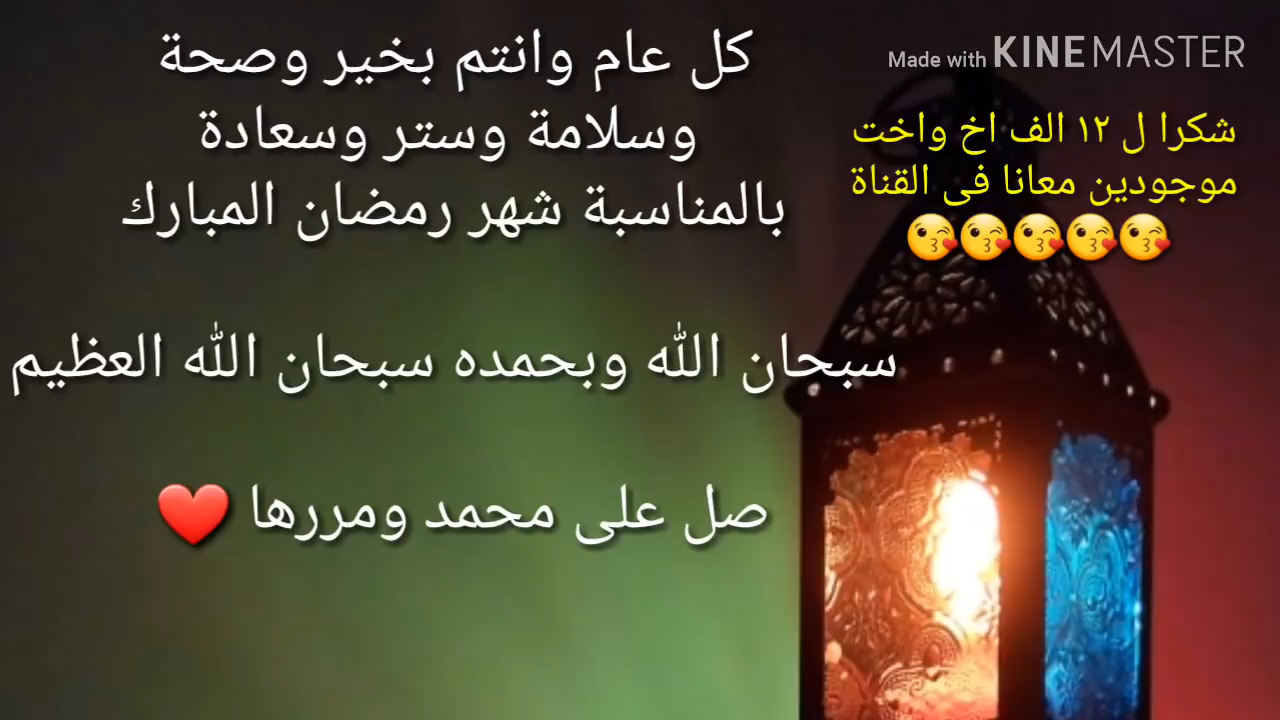 كل عام وانتم بخير وصحة
وسلامة وستر وسعادة
بالمناسبة شهر رمضان المبارك
سبحان الله وبحمده سبحان الله العظيم
صل على محمد ومررها ❤
Made with KINEMASTER
شكرا ل ١٢ الف اخ واخت
موجودين معانا فى القناة
😘😘😘😘😘